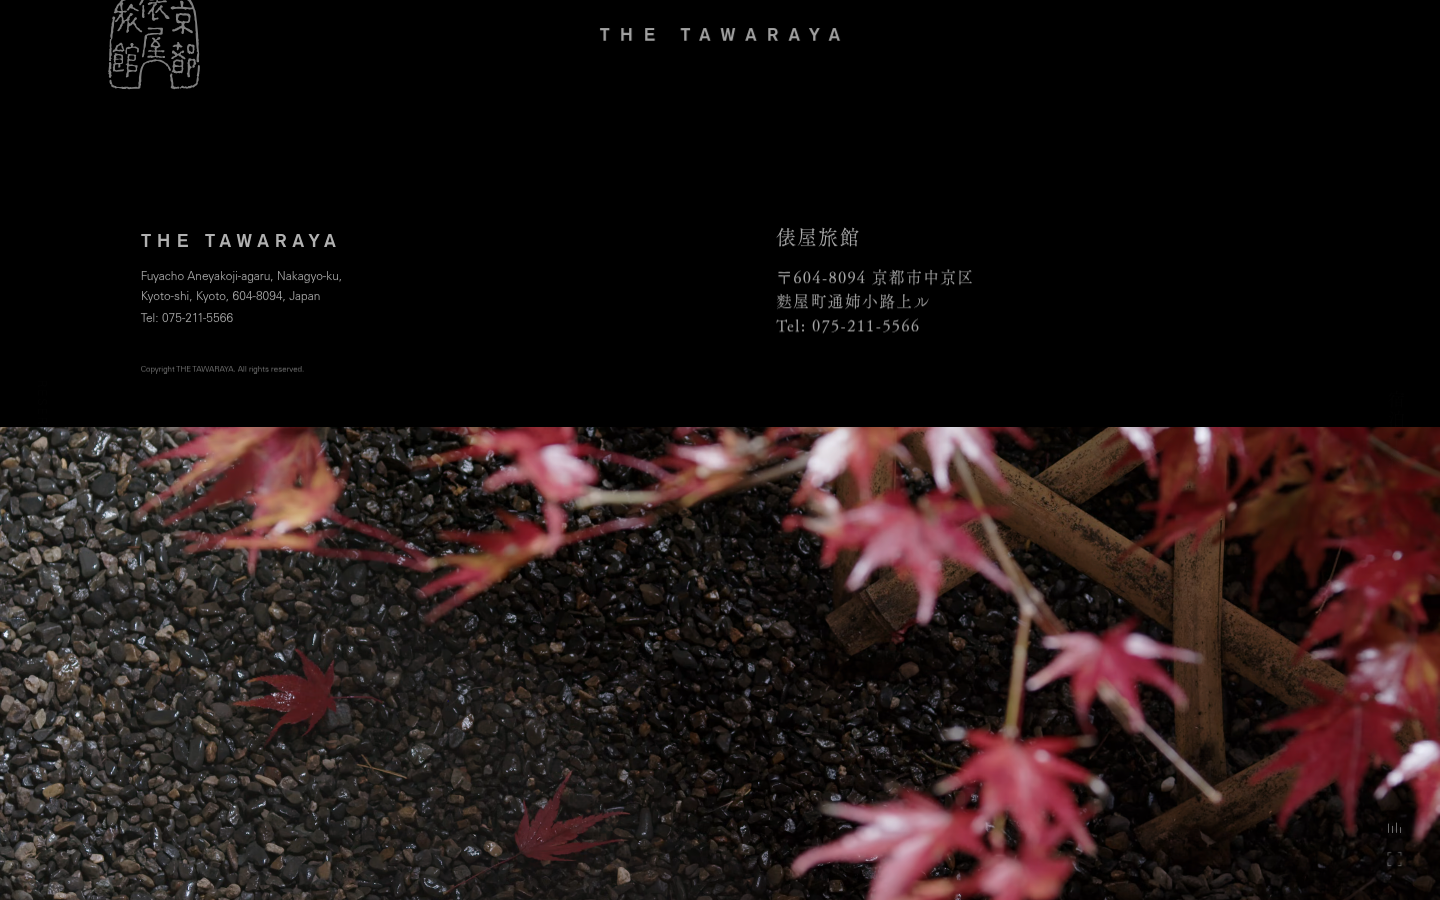 京都
俵屋
旅館
THE TAWARAYA
THE TAWARAYA
Fuyacho Aneyakoji-agaru, Nakagyo-ku,
Kyoto-shi, Kyoto, 604-8094, Japan
Tel: 075-211-5566
Copyright THE TAWARAYA. All rights reserved.
俵屋旅館
〒604-8094 京都市中京区
麩屋町通姉小路上ル
Tel: 075-211-5566